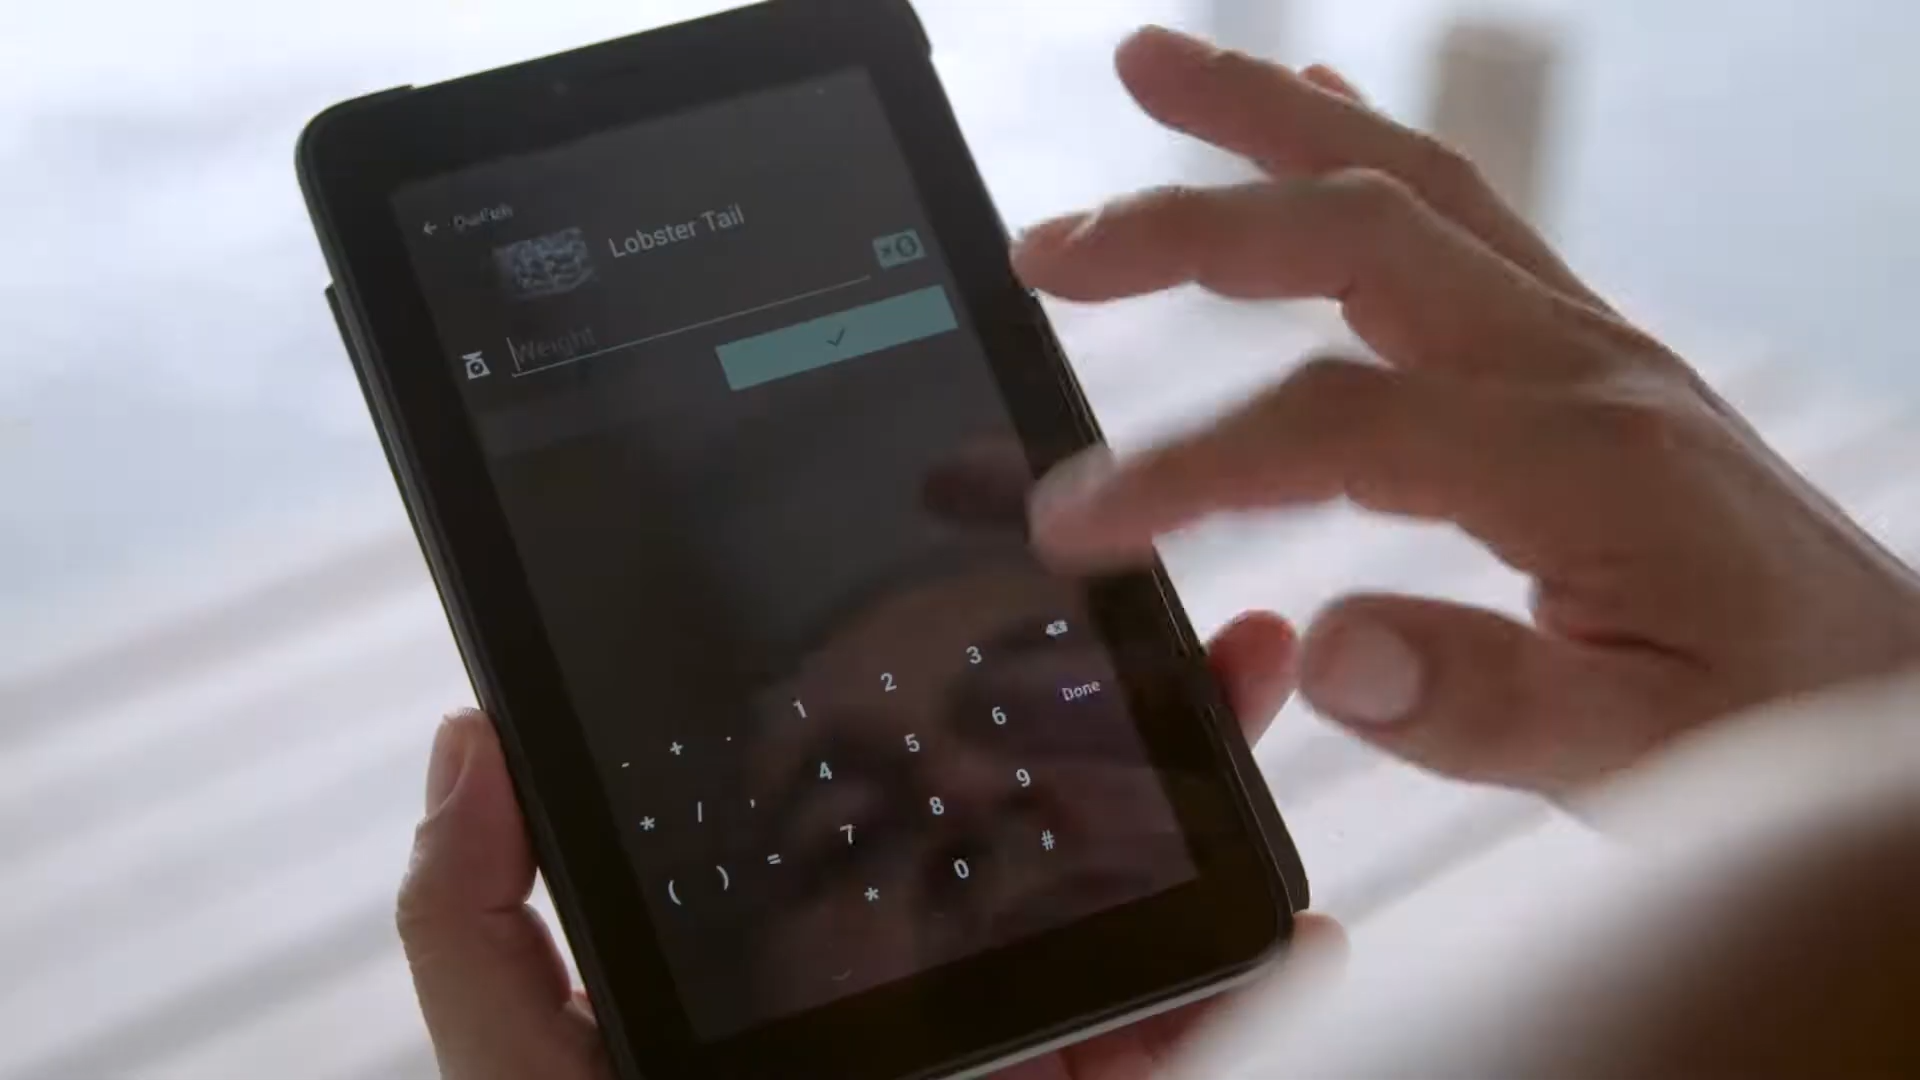 Lobster Tail
Weight
1 2 3
- + . 4 5 6 Done
* / , 7 8 9
( ) = * 0 #